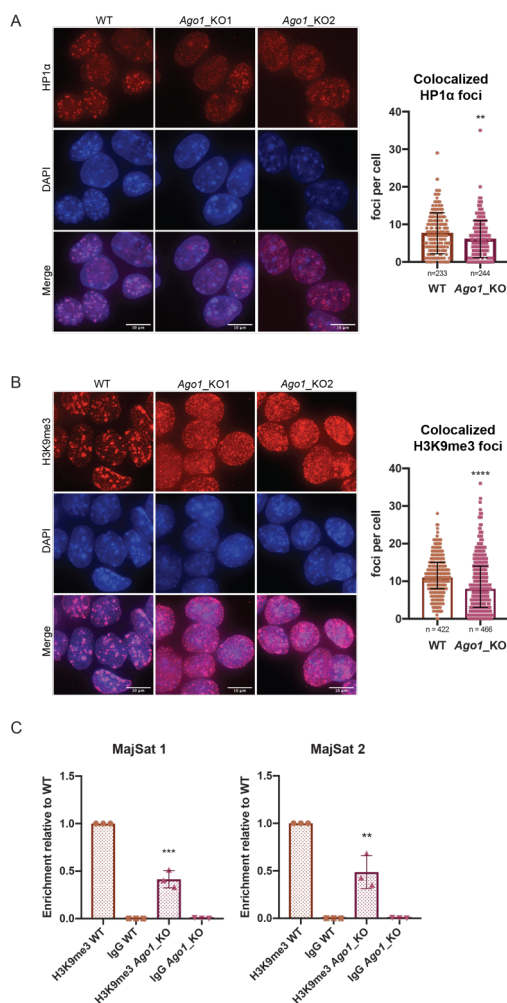 A
WT
Ago1_KO1
Ago1_KO2
HP1α
DAPI
Merge
10 µm
10 µm
10 µm
Colocalized
HP1α foci
foci per cell
40
30
20
10
0
**
n=233
n=244
WT
Ago1_KO
B
WT
Ago1_KO1
Ago1_KO2
H3K9me3
DAPI
Merge
10 µm
10 µm
10 µm
Colocalized
H3K9me3 foci
foci per cell
40
30
20
10
0
****
n = 422
n = 466
WT
Ago1_KO
C
MajSat 1
Enrichment relative to WT
1.5
1.0
0.5
0.0
***
H3K9me3 WT
IgG WT
H3K9me3 Ago1_KO
IgG Ago1_KO
MajSat 2
Enrichment relative to WT
1.5
1.0
0.5
0.0
**
H3K9me3 WT
IgG WT
H3K9me3 Ago1_KO
IgG Ago1_KO